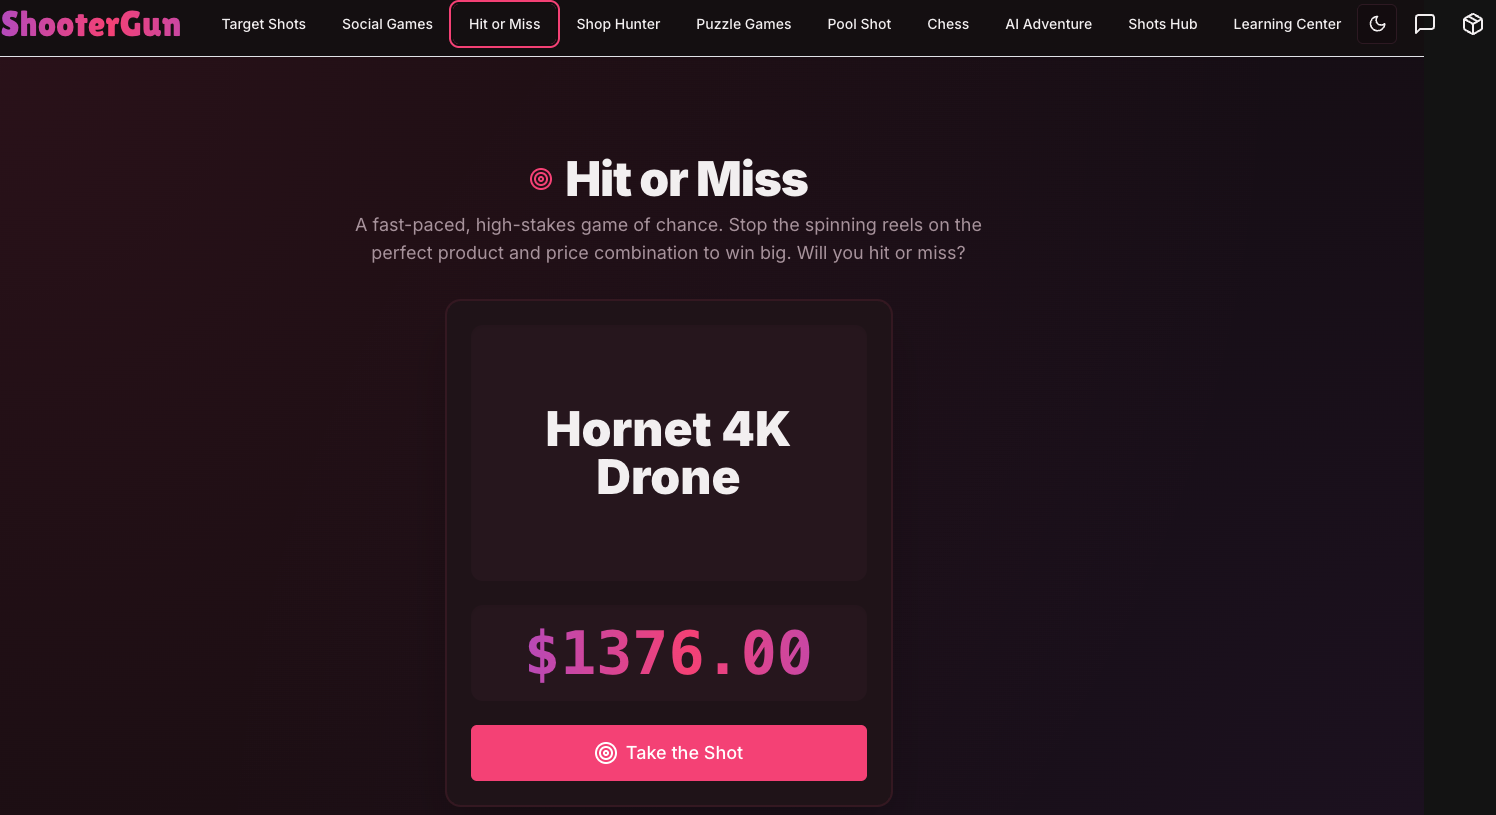 ShooterGun
Target Shots
Social Games
Hit or Miss
Shop Hunter
Puzzle Games
Pool Shot
Chess
AI Adventure
Shots Hub
Learning Center
Hit or Miss
A fast-paced, high-stakes game of chance. Stop the spinning reels on the
perfect product and price combination to win big. Will you hit or miss?
Hornet 4K
Drone
$1376.00
Take the Shot